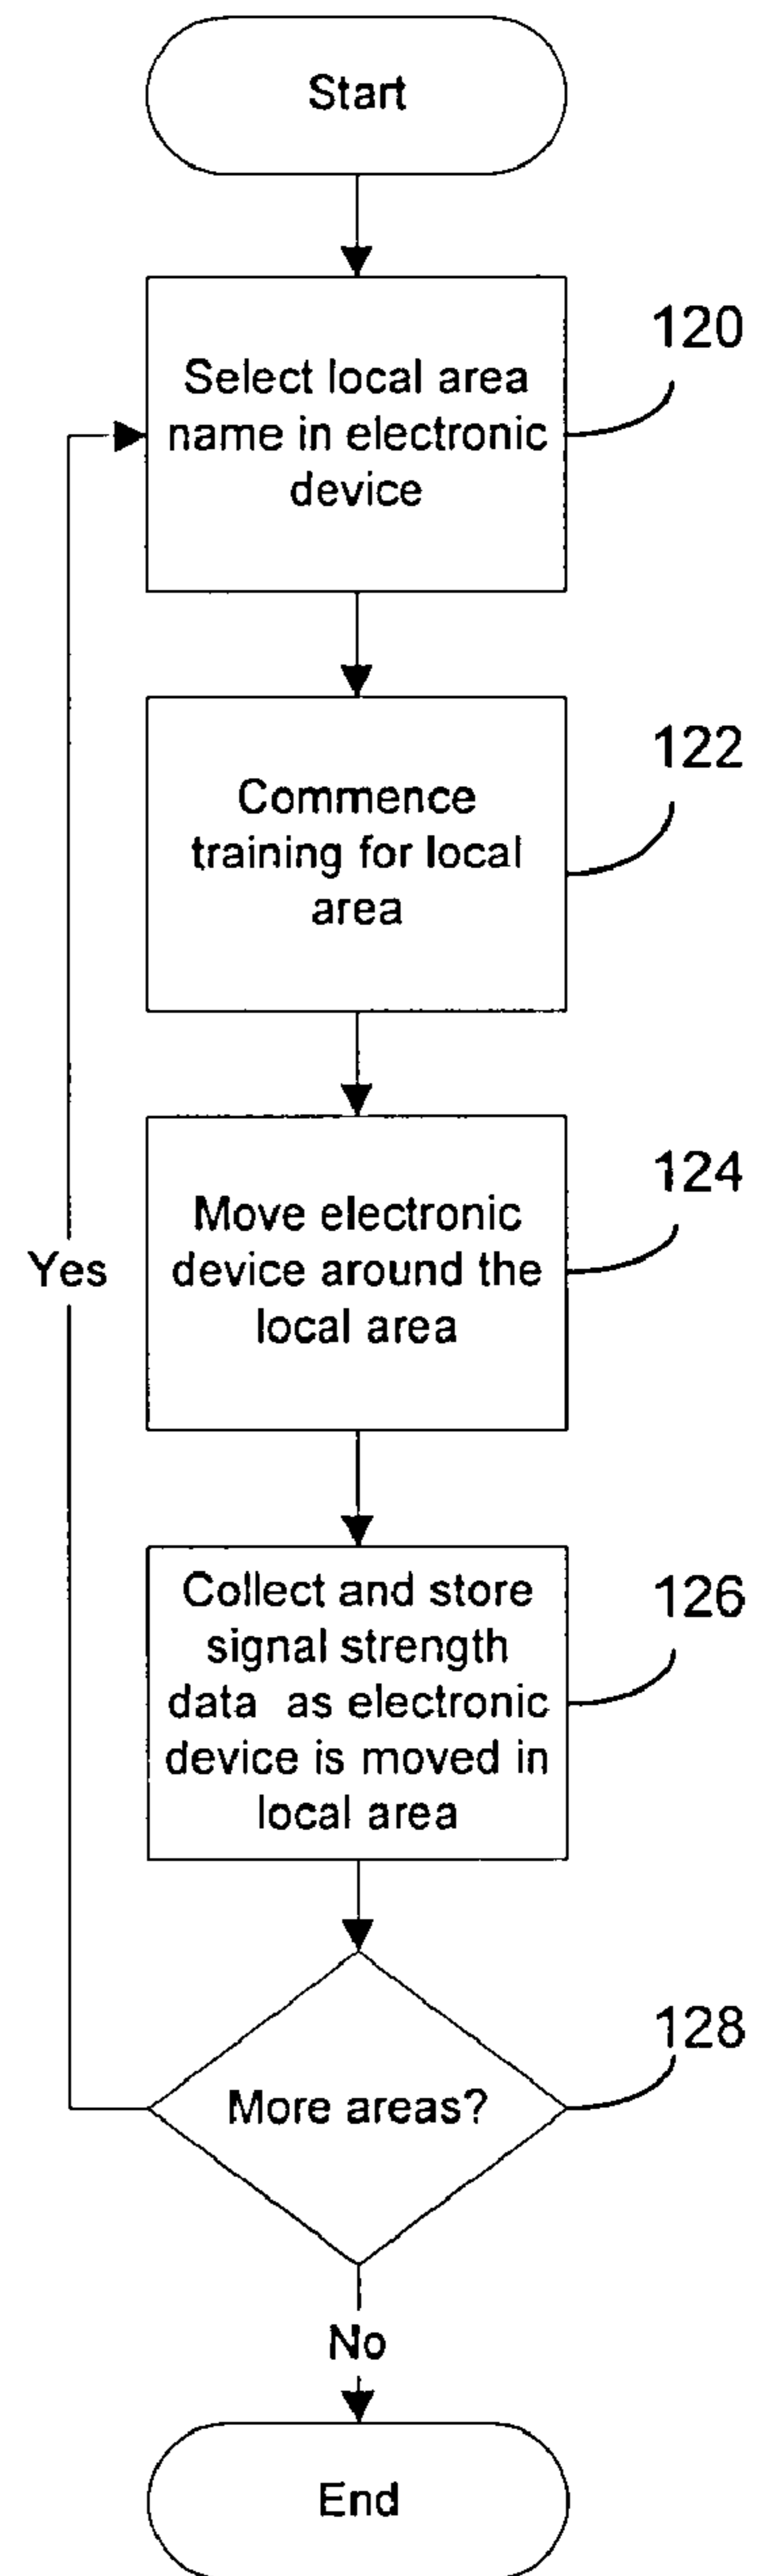 Start
120
Select local area
name in electronic
device
122
Commence
training for local
area
124
Move electronic
device around the
local area
Yes
126
Collect and store
signal strength
data as electronic
device is moved in
local area
128
More areas?
No
End